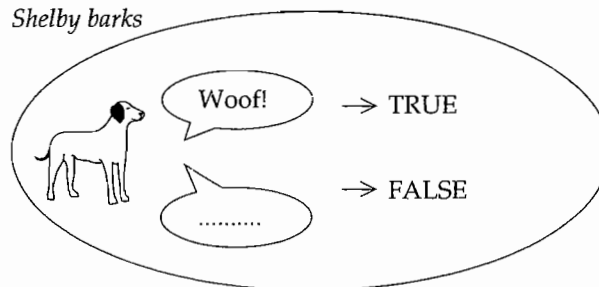 Shelby barks
Woof!
→ TRUE
→ FALSE
..........